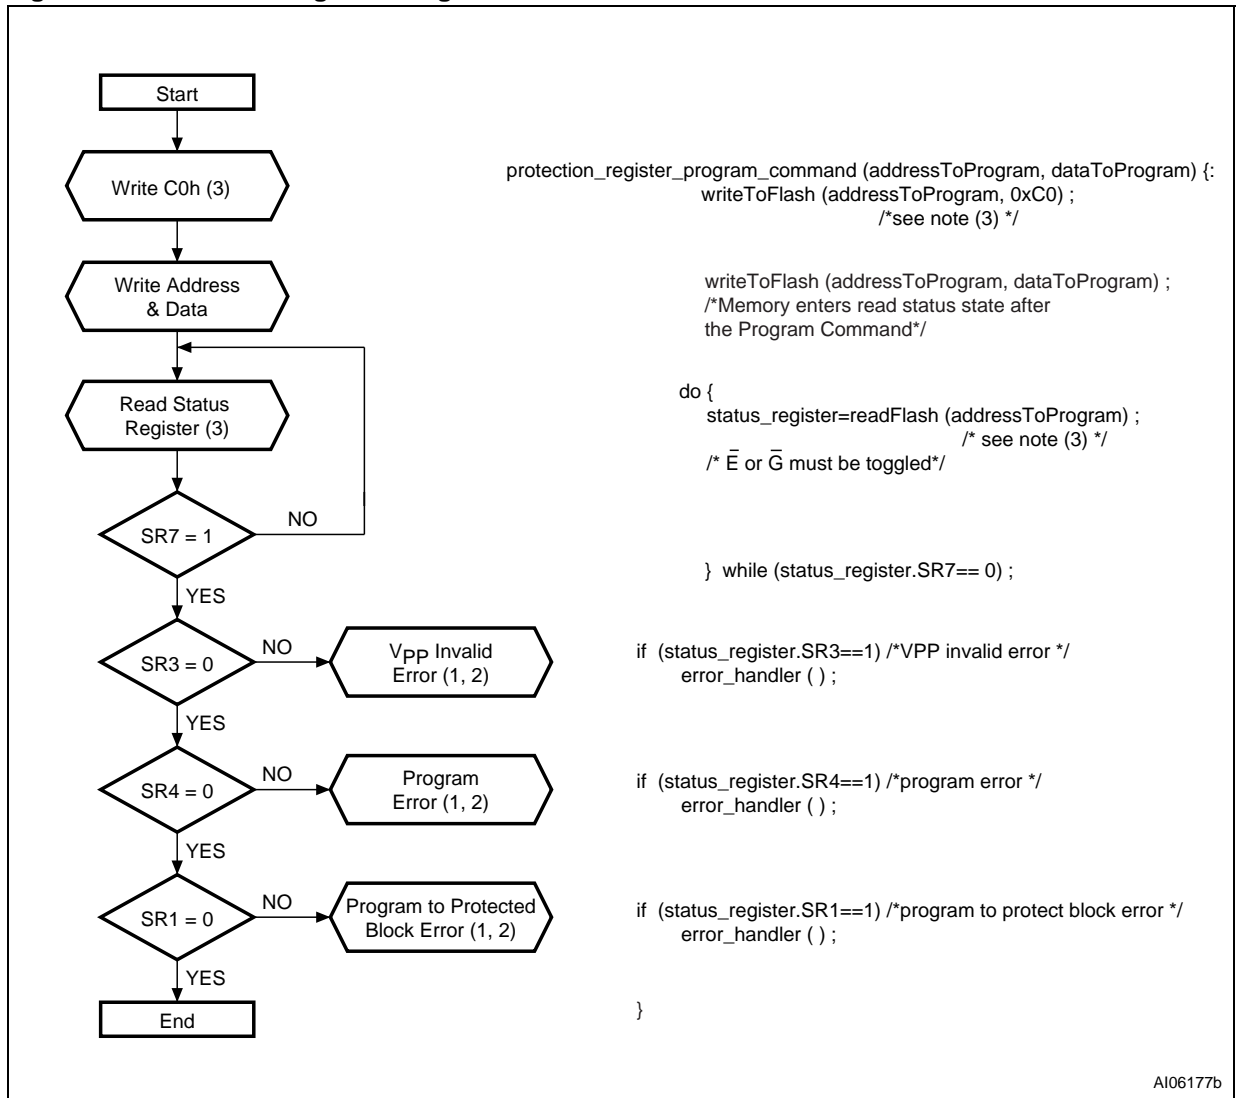 Start
Write C0h (3)
Write Address
& Data
Read Status
Register (3)
SR7 = 1
NO
YES
SR3 = 0
NO
VPP Invalid
Error (1, 2)
YES
SR4 = 0
NO
Program
Error (1, 2)
YES
SR1 = 0
NO
Program to Protected
Block Error (1, 2)
YES
End
protection_register_program_command (addressToProgram, dataToProgram) {:
writeToFlash (addressToProgram, 0xC0) ;
/*see note (3) */
writeToFlash (addressToProgram, dataToProgram) ;
/*Memory enters read status state after
the Program Command*/
do {
status_register=readFlash (addressToProgram) ;
/* see note (3) */
/* E̅ or G̅ must be toggled*/
} while (status_register.SR7== 0) ;
if (status_register.SR3==1) /*VPP invalid error */
error_handler ( ) ;
if (status_register.SR4==1) /*program error */
error_handler ( ) ;
if (status_register.SR1==1) /*program to protect block error */
error_handler ( ) ;
}
AI06177b